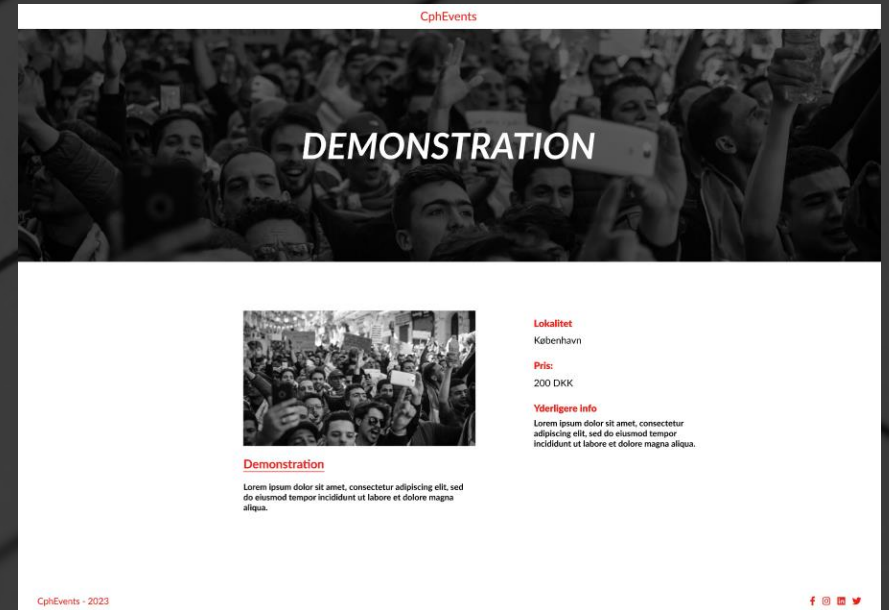 CphEvents
DEMONSTRATION
Demonstration
Lorem ipsum dolor sit amet, consectetur adipiscing elit, sed
do eiusmod tempor incididunt ut labore et dolore magna
aliqua.
Lokalitet
København
Pris:
200 DKK
Yderligere info
Lorem ipsum dolor sit amet, consectetur
adipiscing elit, sed do eiusmod tempor
incididunt ut labore et dolore magna aliqua.
CphEvents - 2023